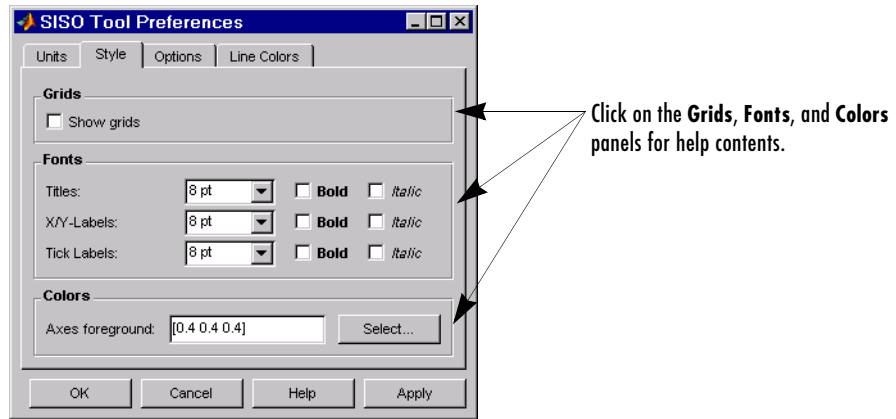 SISO Tool Preferences
Units Style Options Line Colors
Grids
Show grids
Fonts
Titles: 8 pt Bold Italic
X/Y-Labels: 8 pt Bold Italic
Tick Labels: 8 pt Bold Italic
Colors
Axes foreground: [0.4 0.4 0.4] Select...
OK Cancel Help Apply
Click on the Grids, Fonts, and Colors
panels for help contents.